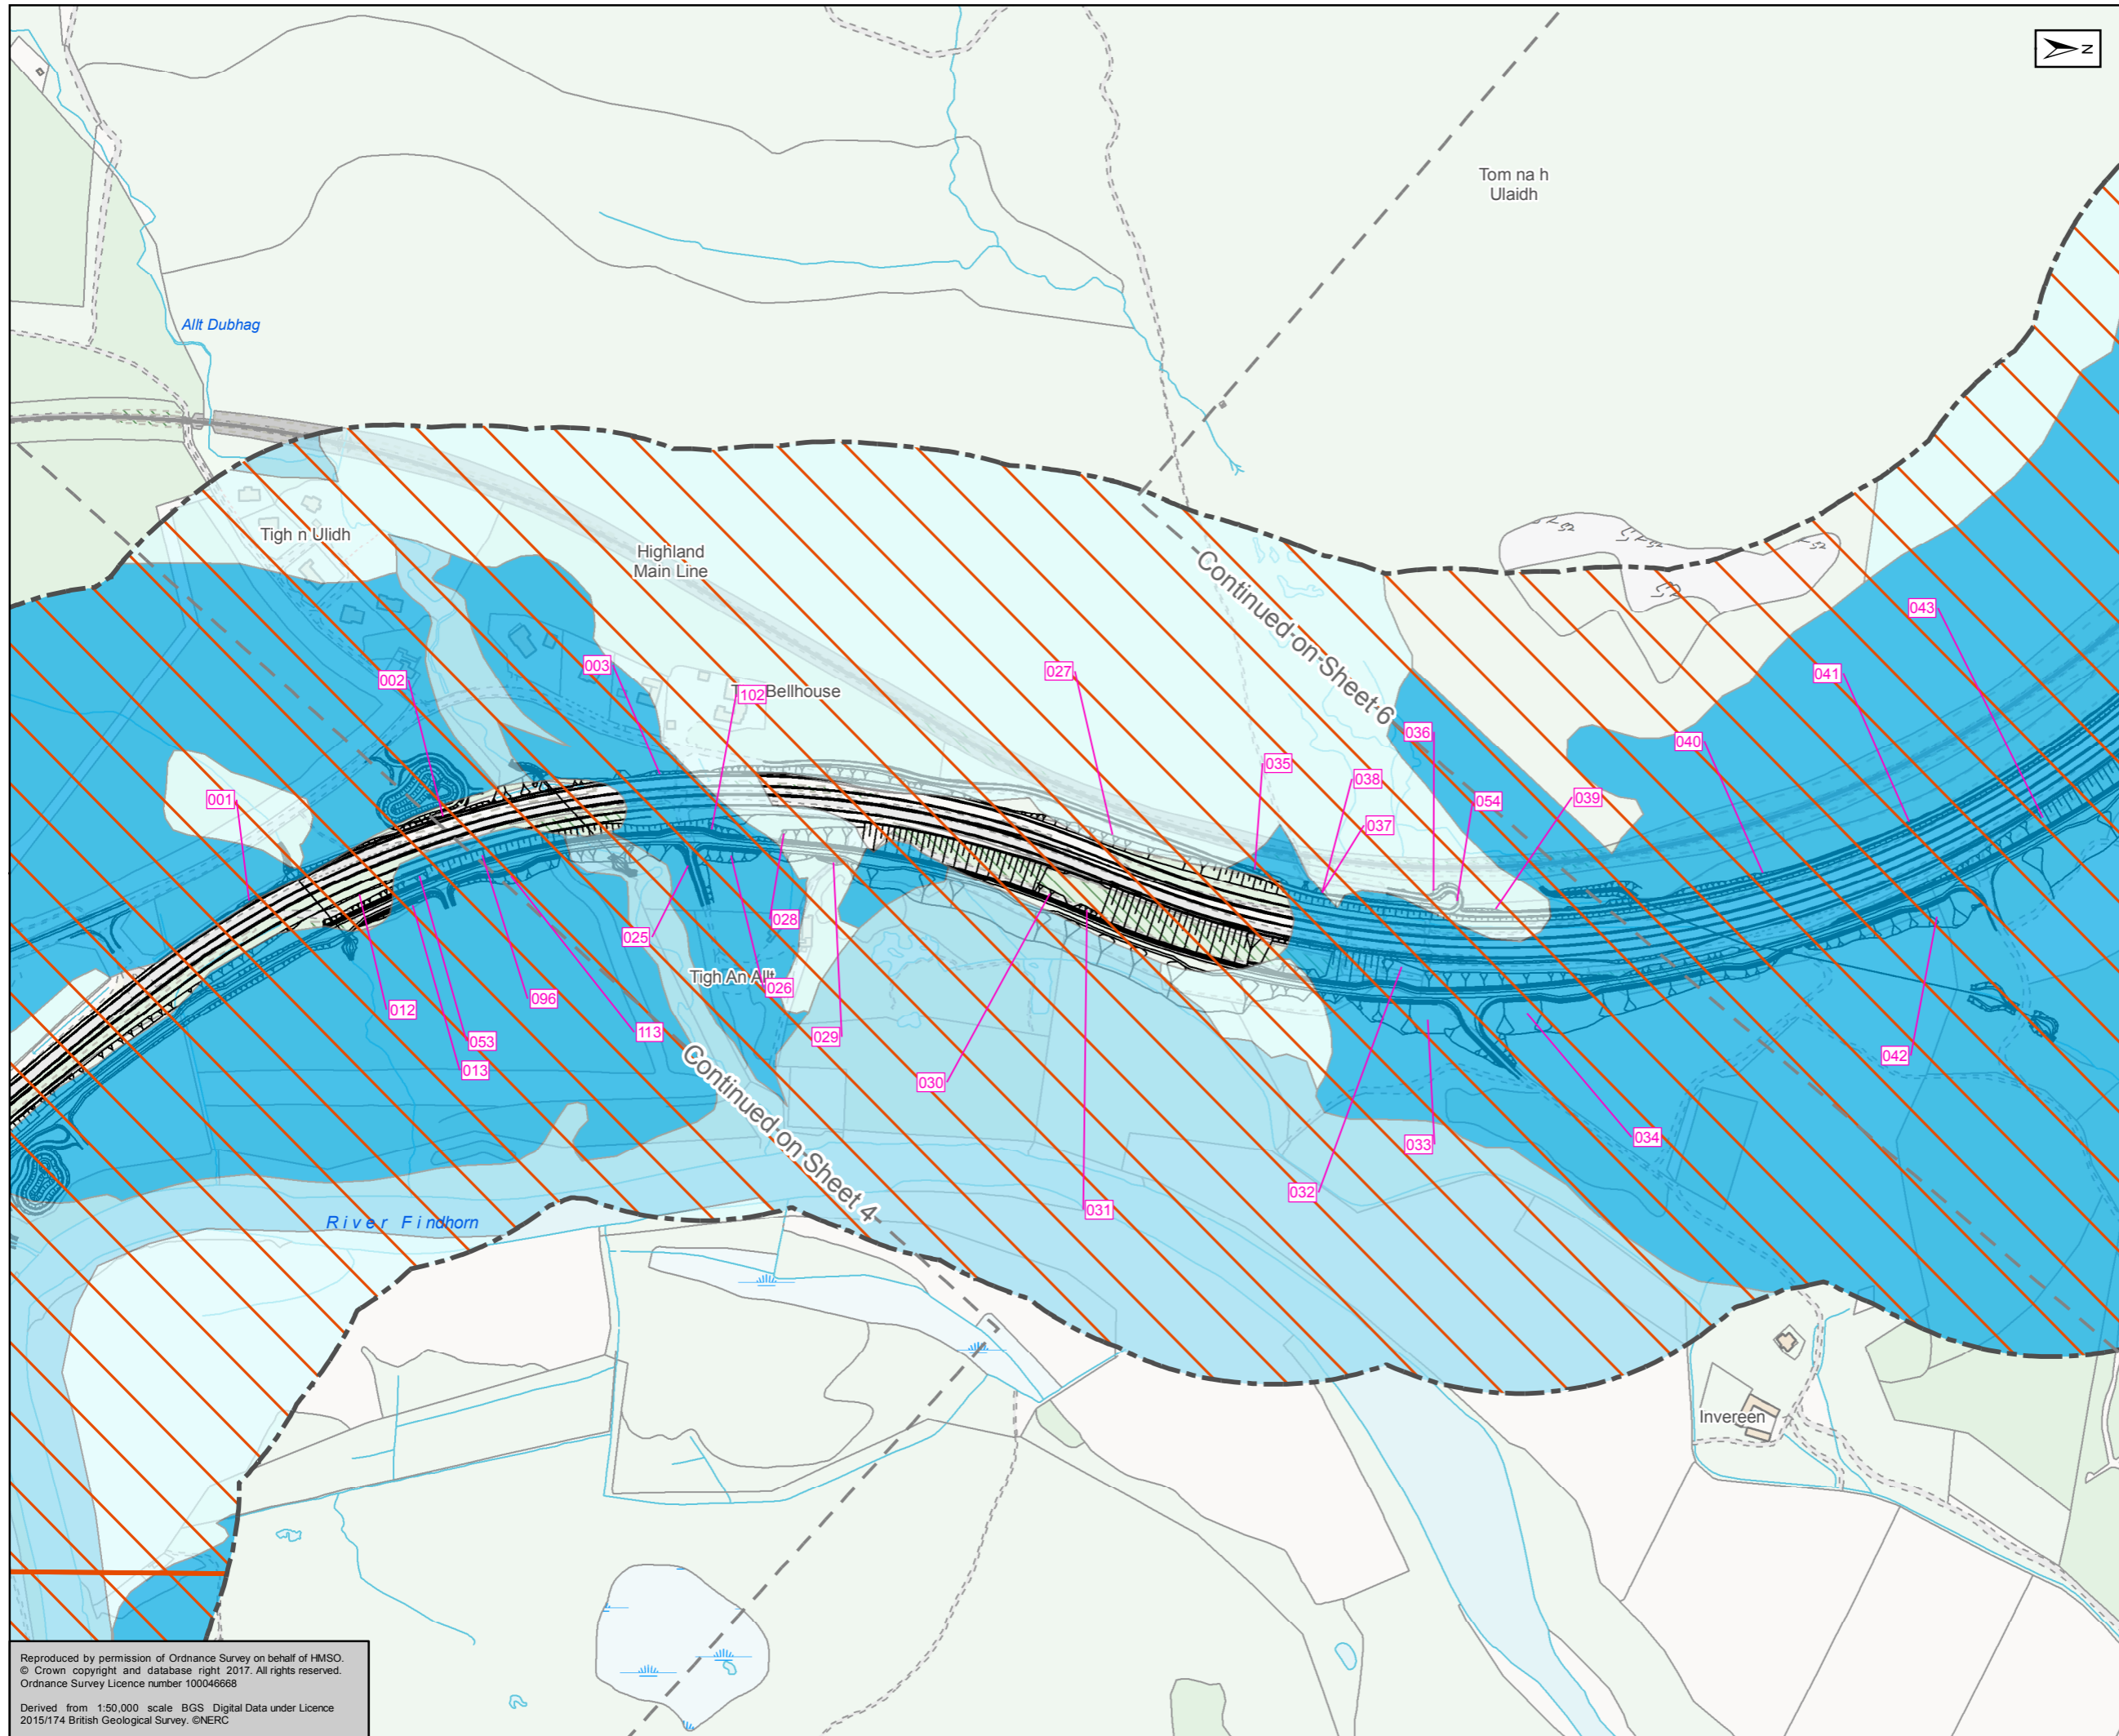 N
Tom na h
Ulaidh
Allt Dubhag
Tigh n Ulidh
Highland
Main Line
Continued on Sheet 6
043
003
027
041
002
Bellhouse
102
036
040
035
038
039
001
054
037
028
025
Tigh An Allt
026
012
096
113
029
053
042
013
030
Continued on Sheet 4
034
033
032
031
River Findhorn
Invereen
Reproduced by permission of Ordnance Survey on behalf of HMSO.
© Crown copyright and database right 2017. All rights reserved.
Ordnance Survey Licence number 100046668
Derived from 1:50,000 scale BGS Digital Data under Licence
2015/174 British Geological Survey. ©NERC